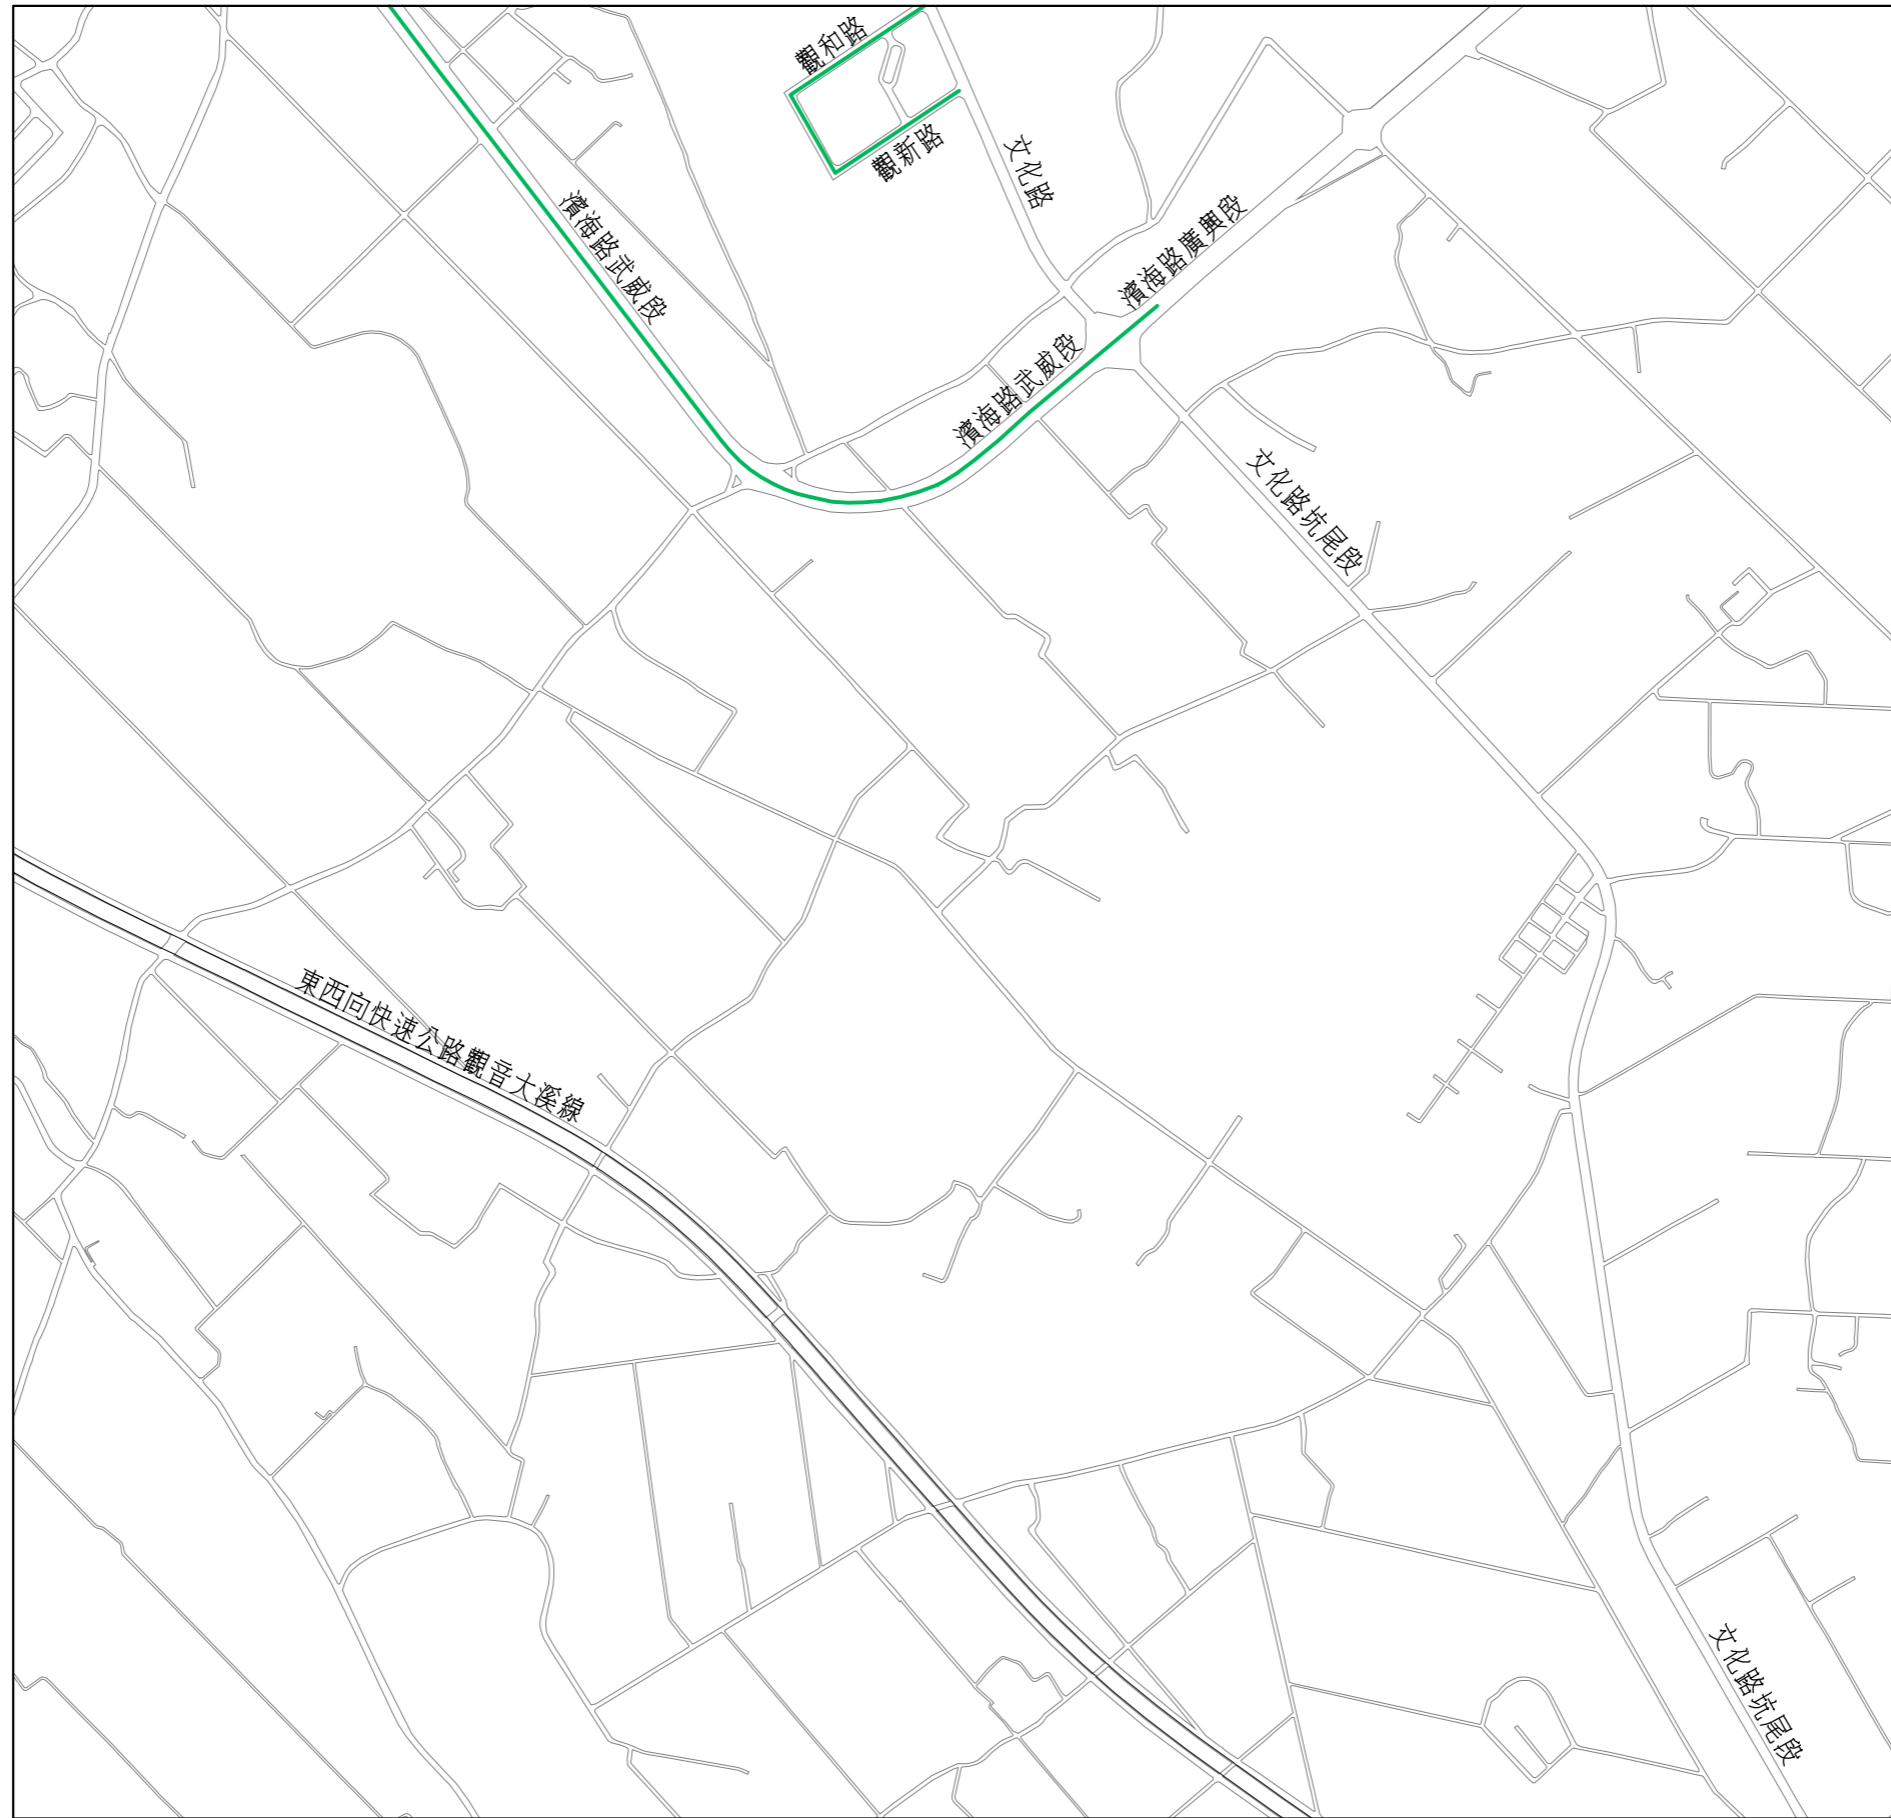 觀和路
觀新路
文化路
濱海路武威段
濱海路廣興段
濱海路武威段
文化路坑尾段
東西向快速公路觀音大溪線
文化路坑尾段